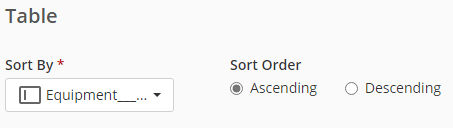 Table
Sort By *
Sort Order
Equipment___...
Ascending
Descending